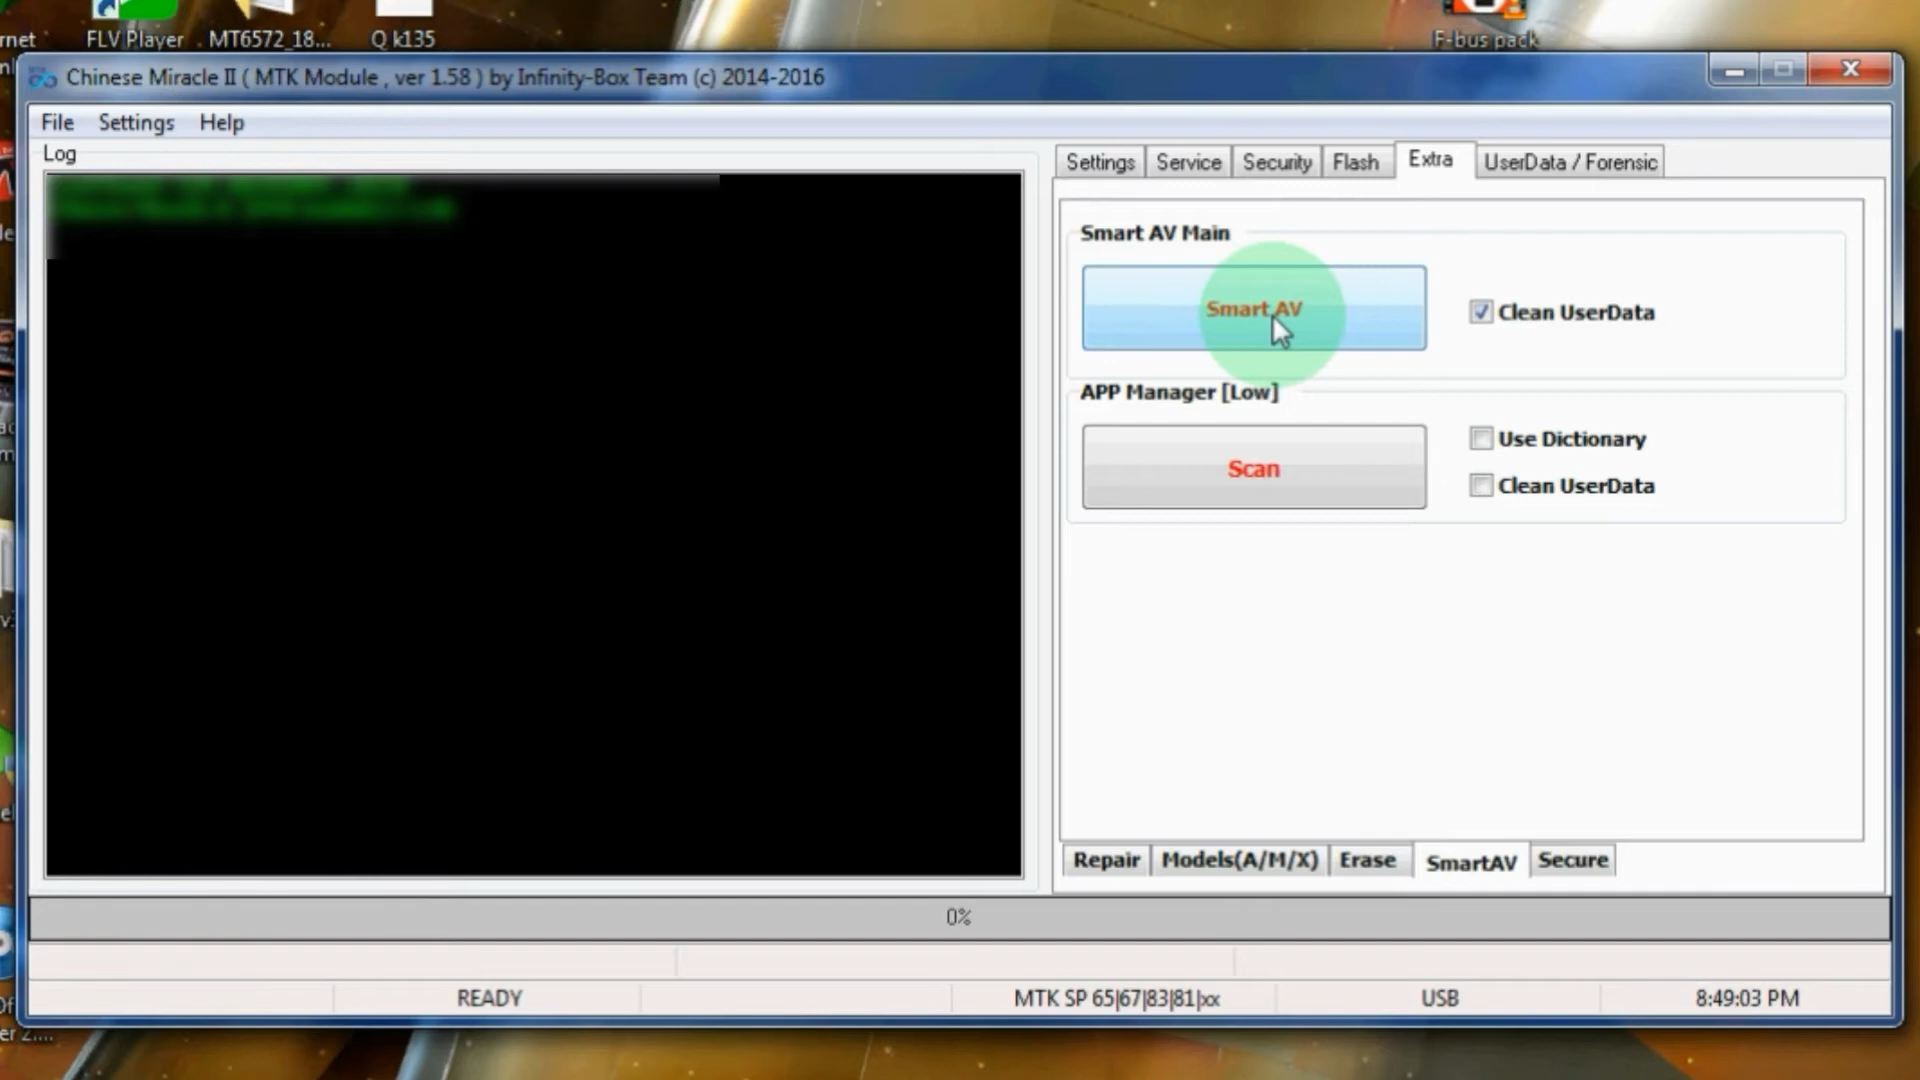 rnet
FLV Player
MT6572_18...
Q k135
F-bus pack
Chinese Miracle II ( MTK Module , ver 1.58 ) by Infinity-Box Team (c) 2014-2016
File Settings Help
Log
Settings Service Security Flash Extra UserData / Forensic
Smart AV Main
Smart AV
Clean UserData
APP Manager [Low]
Scan
Use Dictionary
Clean UserData
Repair Models(A/M/X) Erase SmartAV Secure
0%
READY MTK SP 65|67|83|81|xx USB 8:49:03 PM
er 2....